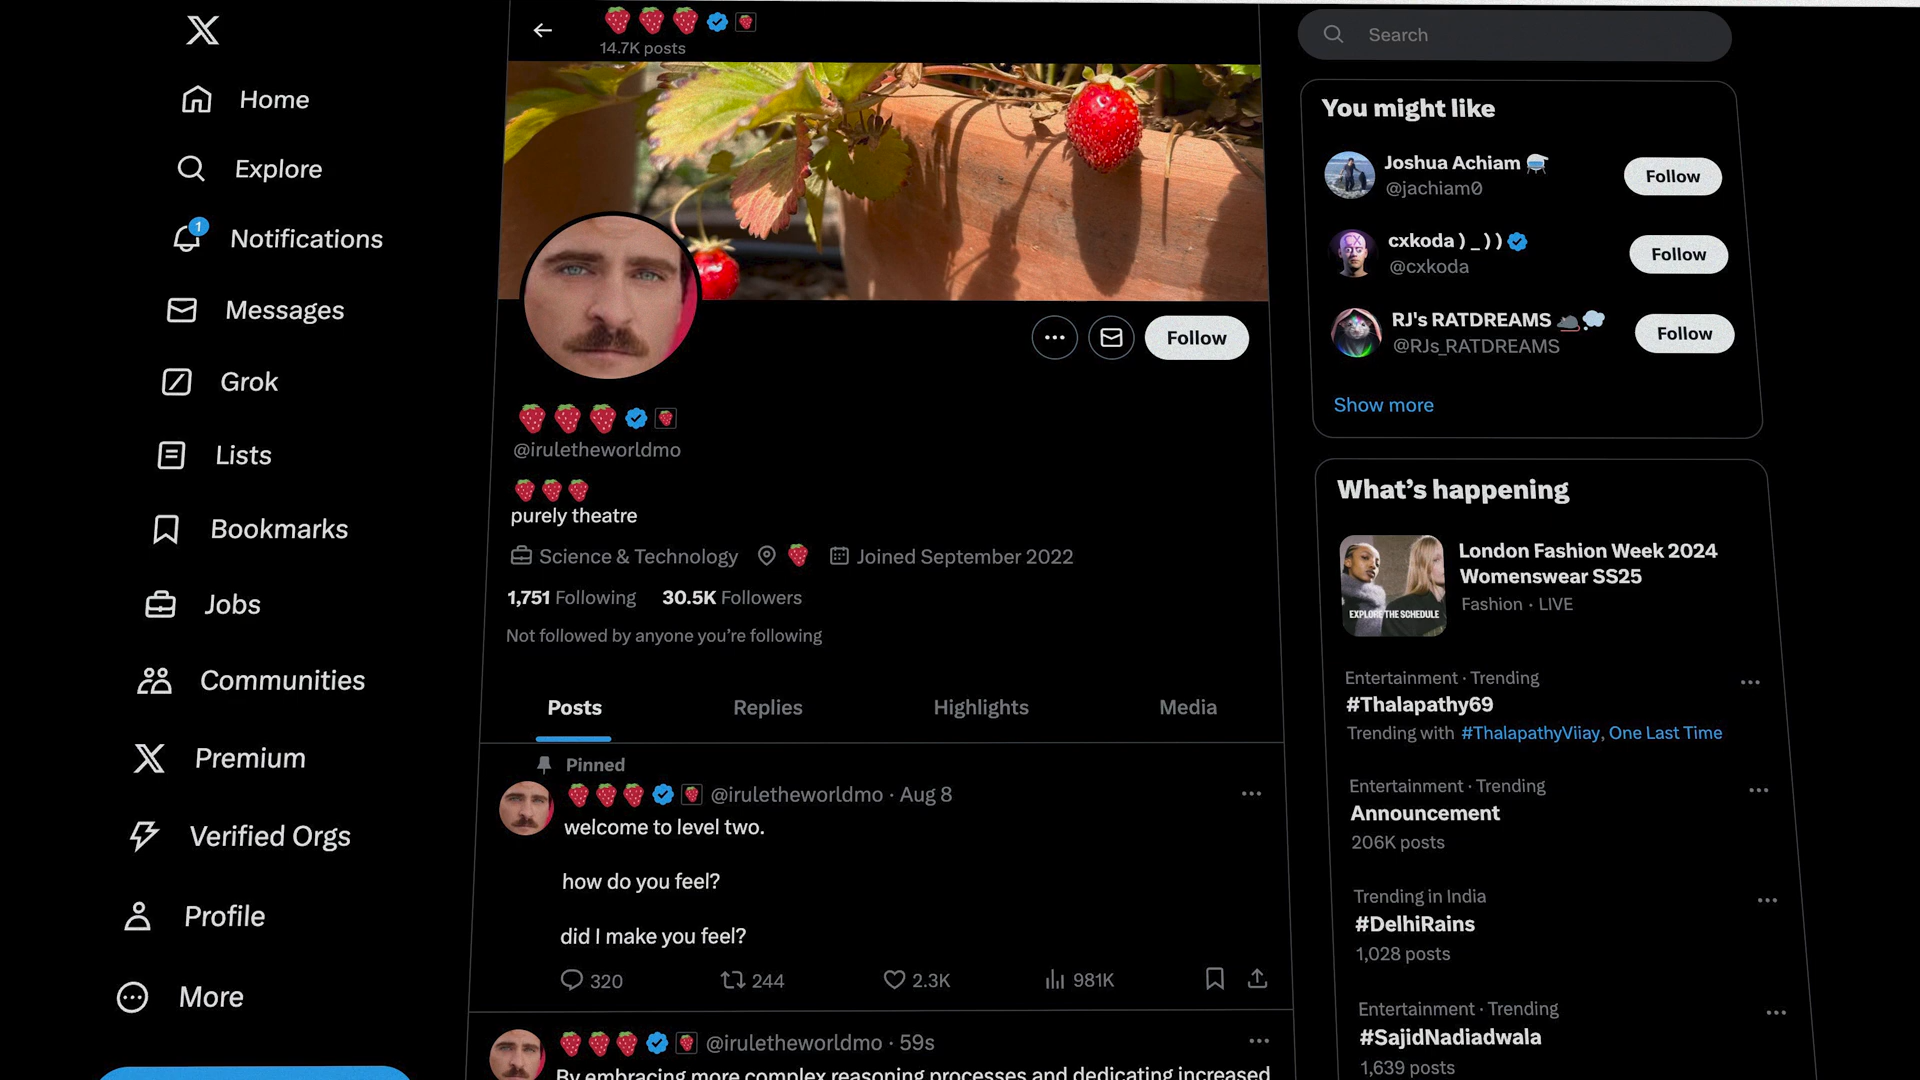 Home
Explore
1
Notifications
Messages
Grok
Lists
Bookmarks
Jobs
Communities
Premium
Verified Orgs
Profile
More
14.7K posts
Follow
@iruletheworldmo
🍓🍓🍓
purely theatre
Science & Technology 🍓 Joined September 2022
1,751 Following 30.5K Followers
Not followed by anyone you’re following
Posts Replies Highlights Media
Pinned
🍓🍓🍓 @iruletheworldmo · Aug 8
welcome to level two.
how do you feel?
did I make you feel?
320 244 2.3K 981K
🍓🍓🍓 @iruletheworldmo · 59s
By embracing more complex reasoning processes and dedicating increased
Search
You might like
Joshua Achiam
@jachiam0
Follow
cxkoda ) _ ) )
@cxkoda
Follow
RJ's RATDREAMS 🐀💭
@RJs_RATDREAMS
Follow
Show more
What’s happening
EXPLORE THE SCHEDULE
London Fashion Week 2024
Womenswear SS25
Fashion · LIVE
Entertainment · Trending
#Thalapathy69
Trending with #ThalapathyViiay, One Last Time
Entertainment · Trending
Announcement
206K posts
Trending in India
#DelhiRains
1,028 posts
Entertainment · Trending
#SajidNadiadwala
1,639 posts